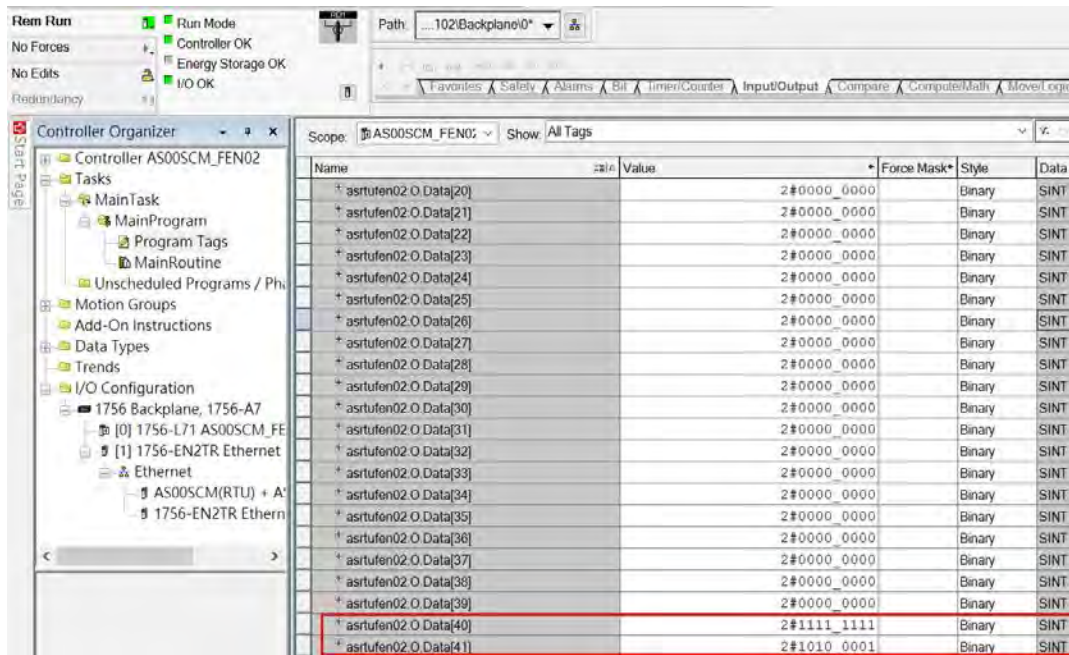 Rem Run
Run Mode
Path: ....102\Backplane\0*
No Forces
Controller OK
Energy Storage OK
No Edits
I/O OK
Redundancy
Favorites Safety Alarms Bit Timer/Counter Input/Output Compare Compute/Math Move/Logic
Start Page
Controller Organizer
Controller AS00SCM_FEN02
Tasks
MainTask
MainProgram
Program Tags
MainRoutine
Unscheduled Programs / Pha
Motion Groups
Add-On Instructions
Data Types
Trends
I/O Configuration
1756 Backplane, 1756-A7
[0] 1756-L71 AS00SCM_FE
[1] 1756-EN2TR Ethernet
Ethernet
AS00SCM(RTU) + A
1756-EN2TR Ethern
Scope: AS00SCM_FEN02 Show: All Tags
Name Value Force Mask Style Data
asrtufen02:O.Data[20] 2#0000_0000 Binary SINT
asrtufen02:O.Data[21] 2#0000_0000 Binary SINT
asrtufen02:O.Data[22] 2#0000_0000 Binary SINT
asrtufen02:O.Data[23] 2#0000_0000 Binary SINT
asrtufen02:O.Data[24] 2#0000_0000 Binary SINT
asrtufen02:O.Data[25] 2#0000_0000 Binary SINT
asrtufen02:O.Data[26] 2#0000_0000 Binary SINT
asrtufen02:O.Data[27] 2#0000_0000 Binary SINT
asrtufen02:O.Data[28] 2#0000_0000 Binary SINT
asrtufen02:O.Data[29] 2#0000_0000 Binary SINT
asrtufen02:O.Data[30] 2#0000_0000 Binary SINT
asrtufen02:O.Data[31] 2#0000_0000 Binary SINT
asrtufen02:O.Data[32] 2#0000_0000 Binary SINT
asrtufen02:O.Data[33] 2#0000_0000 Binary SINT
asrtufen02:O.Data[34] 2#0000_0000 Binary SINT
asrtufen02:O.Data[35] 2#0000_0000 Binary SINT
asrtufen02:O.Data[36] 2#0000_0000 Binary SINT
asrtufen02:O.Data[37] 2#0000_0000 Binary SINT
asrtufen02:O.Data[38] 2#0000_0000 Binary SINT
asrtufen02:O.Data[39] 2#0000_0000 Binary SINT
asrtufen02:O.Data[40] 2#1111_1111 Binary SINT
asrtufen02:O.Data[41] 2#1010_0001 Binary SINT